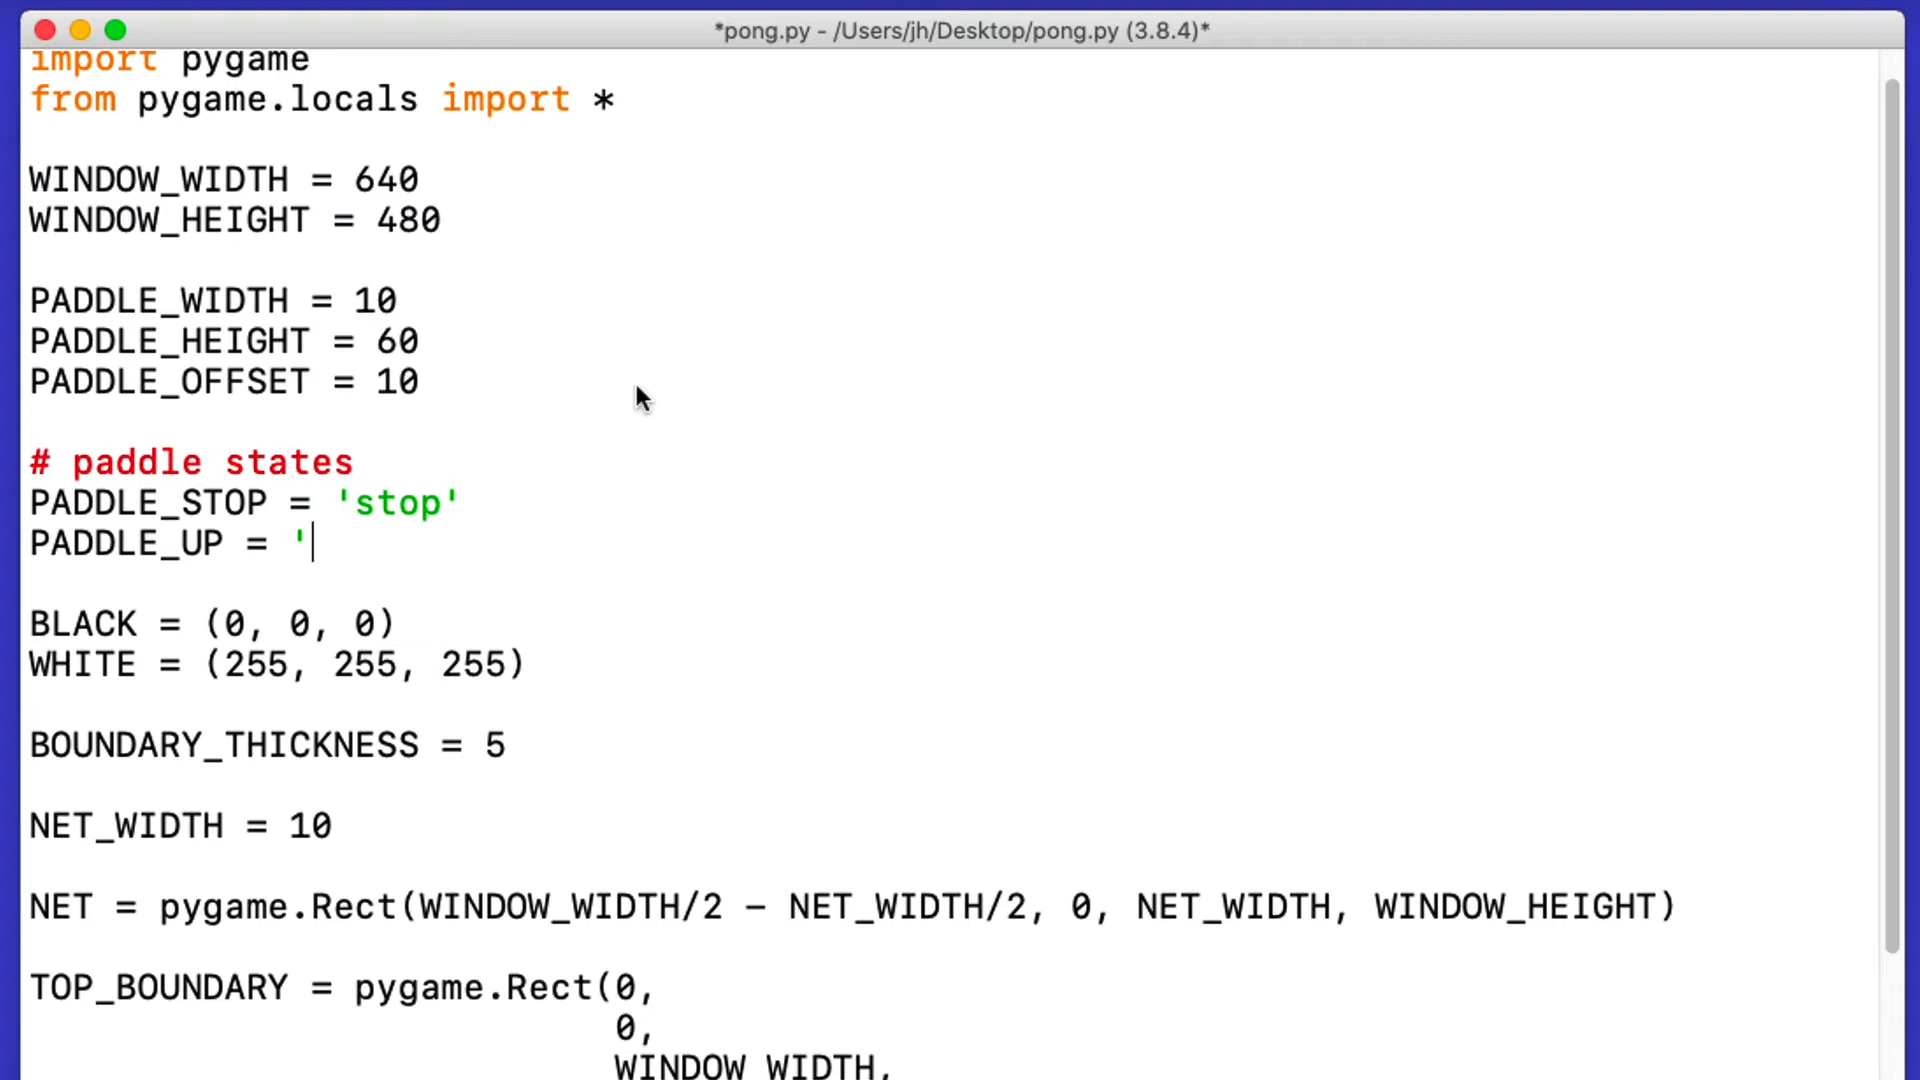 *pong.py - /Users/jh/Desktop/pong.py (3.8.4)*
import pygame
from pygame.locals import *
WINDOW_WIDTH = 640
WINDOW_HEIGHT = 480
PADDLE_WIDTH = 10
PADDLE_HEIGHT = 60
PADDLE_OFFSET = 10
# paddle states
PADDLE_STOP = 'stop'
PADDLE_UP = '
BLACK = (0, 0, 0)
WHITE = (255, 255, 255)
BOUNDARY_THICKNESS = 5
NET_WIDTH = 10
NET = pygame.Rect(WINDOW_WIDTH/2 - NET_WIDTH/2, 0, NET_WIDTH, WINDOW_HEIGHT)
TOP_BOUNDARY = pygame.Rect(0,
0,
WINDOW_WIDTH,